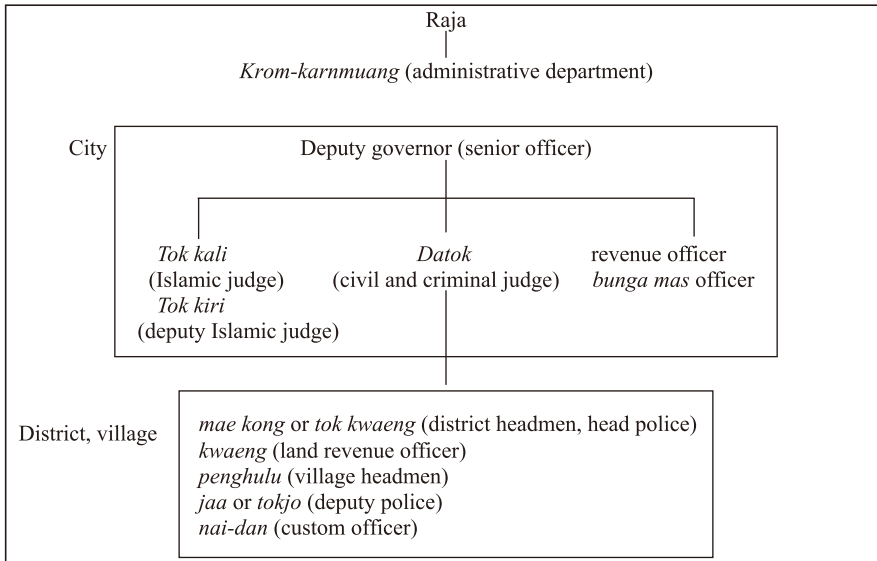 Raja
Krom-karnmuang (administrative department)
City
Deputy governor (senior officer)
Tok kali
(Islamic judge)
Tok kiri
(deputy Islamic judge)
Datok
(civil and criminal judge)
revenue officer
bunga mas officer
District, village
mae kong or tok kwaeng (district headmen, head police)
kwaeng (land revenue officer)
penghulu (village headmen)
jaa or tokjo (deputy police)
nai-dan (custom officer)